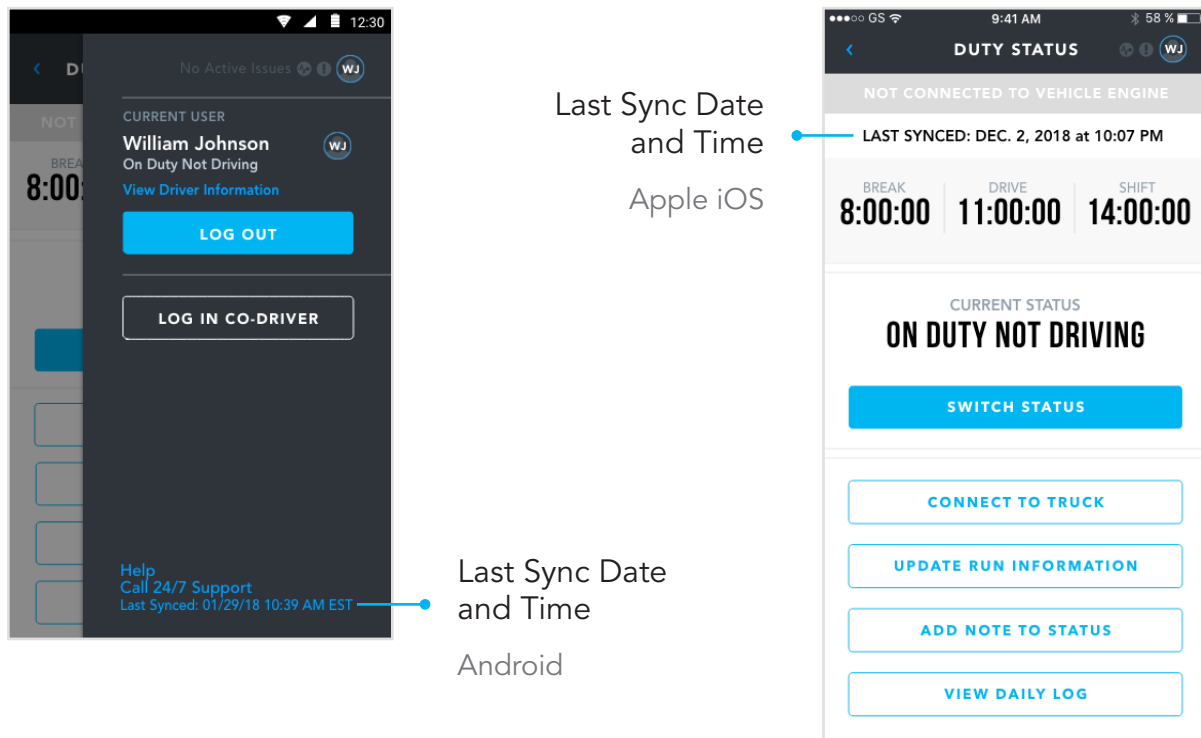 12:30
D
No Active Issues
WJ
NOT
CURRENT USER
William Johnson
WJ
On Duty Not Driving
View Driver Information
BREA
8:00:
LOG OUT
LOG IN CO-DRIVER
Help
Call 24/7 Support
Last Synced: 01/29/18 10:39 AM EST
Last Sync Date
and Time
Android
Last Sync Date
and Time
Apple iOS
GS 9:41 AM 58 %
DUTY STATUS
WJ
NOT CONNECTED TO VEHICLE ENGINE
LAST SYNCED: DEC. 2, 2018 at 10:07 PM
BREAK DRIVE SHIFT
8:00:00 11:00:00 14:00:00
CURRENT STATUS
ON DUTY NOT DRIVING
SWITCH STATUS
CONNECT TO TRUCK
UPDATE RUN INFORMATION
ADD NOTE TO STATUS
VIEW DAILY LOG